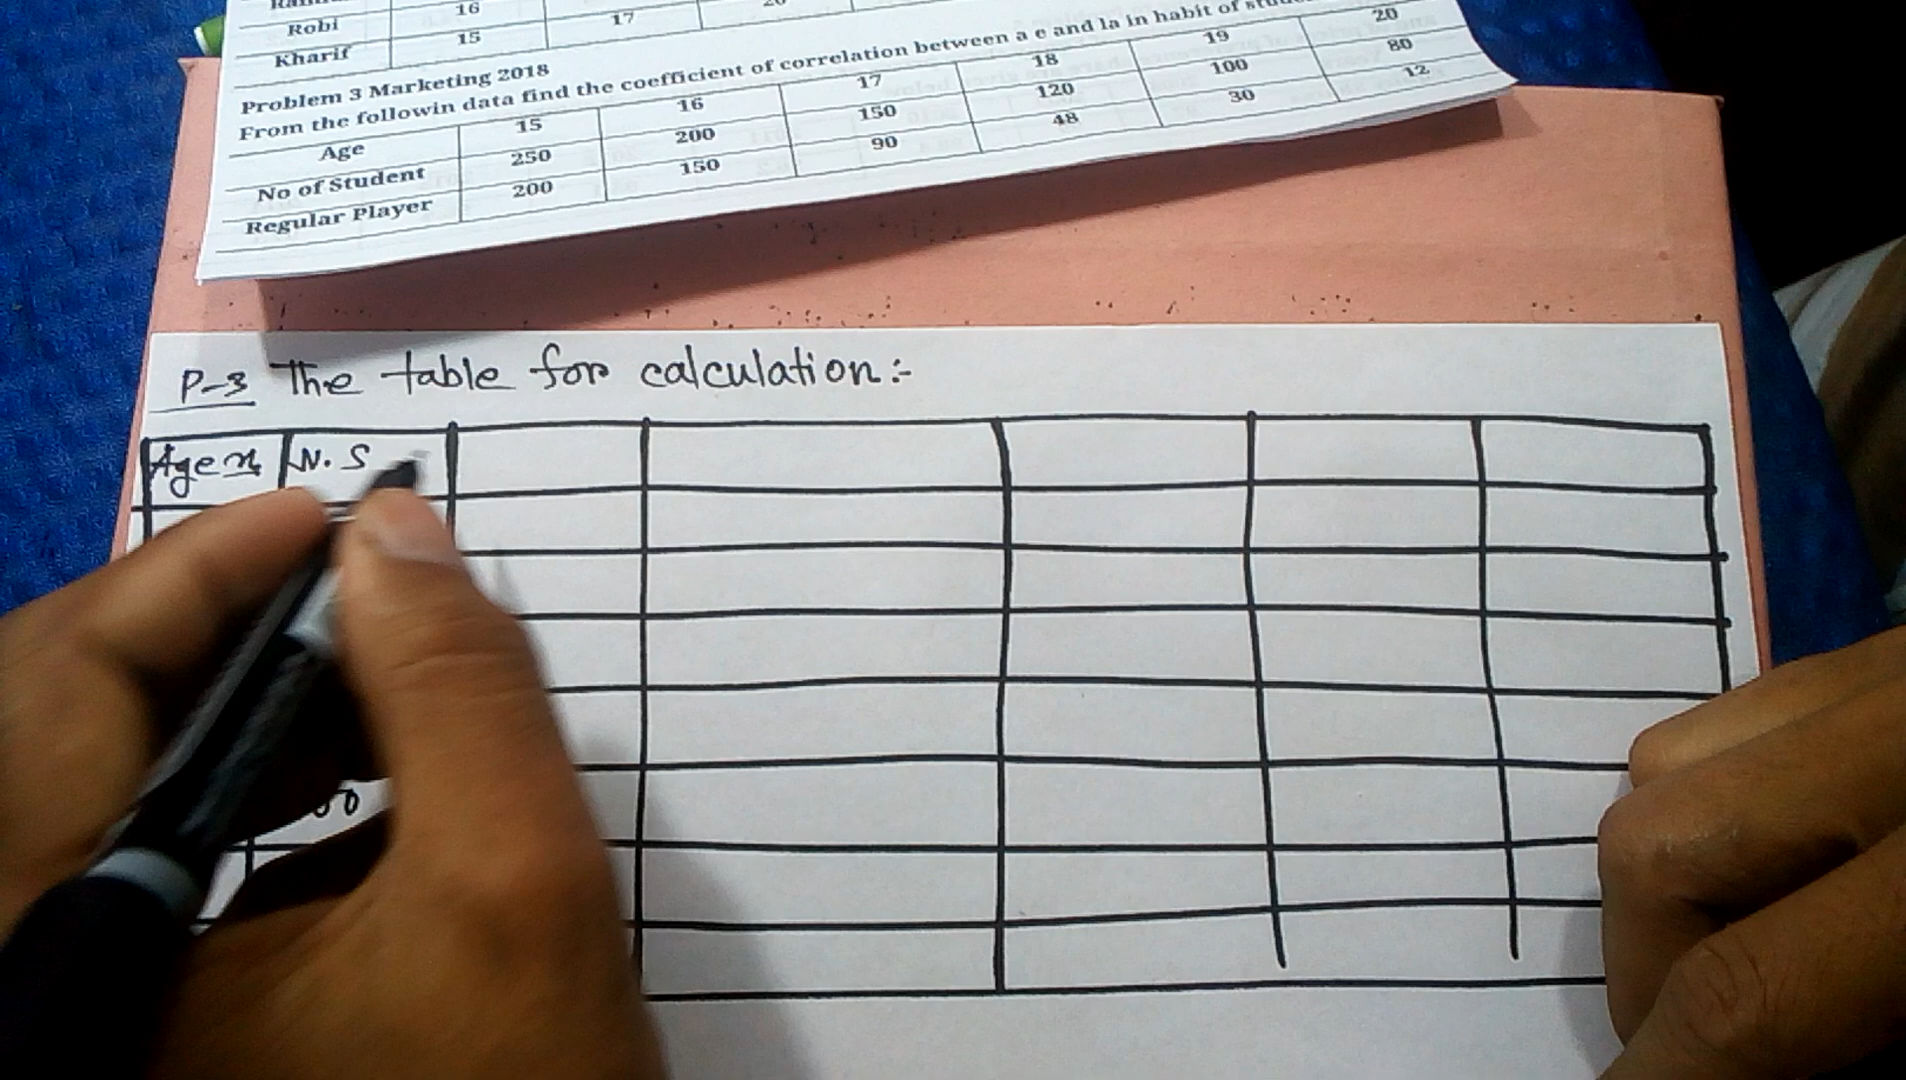 Robi 16 17 20
Kharif 15
Problem 3 Marketing 2018
From the followin data find the coefficient of correlation between a e and la in habit of
Age 15 16 17 18 19 20
No of Student 250 200 150 120 100 80
Regular Player 200 150 90 48 30 12
P-3 The table for calculation:-
Age x N. S